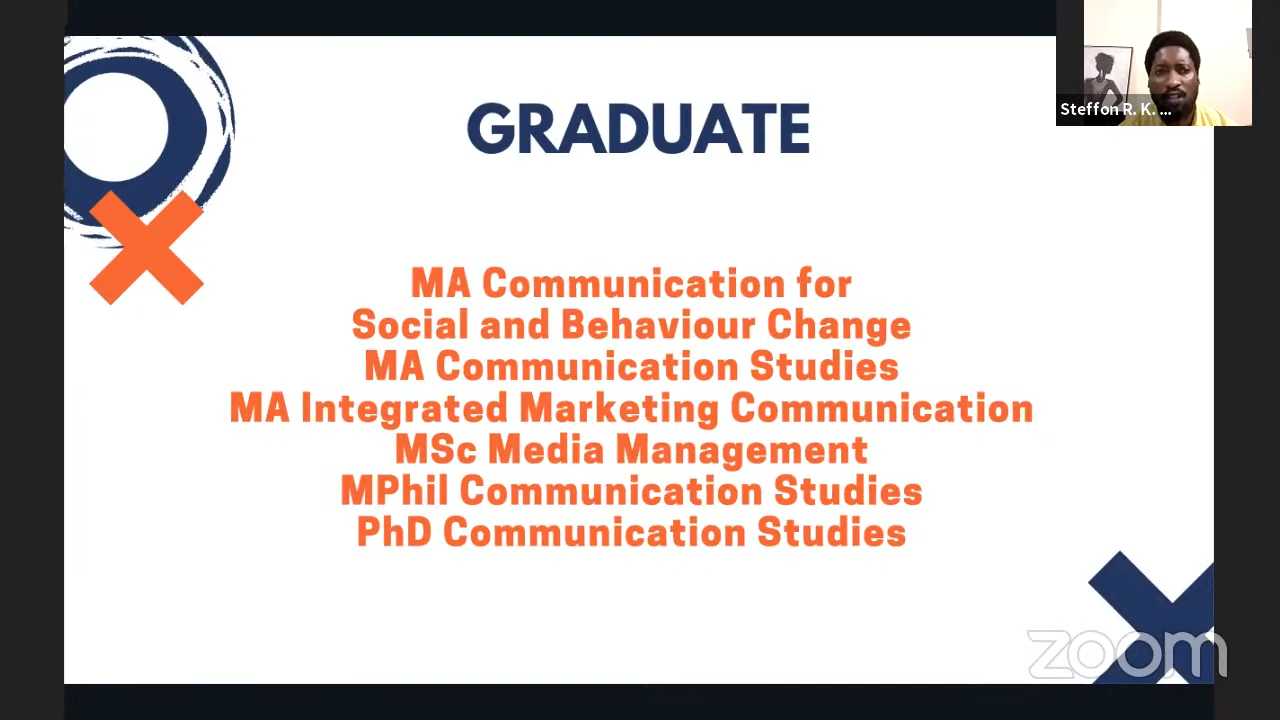 GRADUATE
Steffon R. K. ...
MA Communication for
Social and Behaviour Change
MA Communication Studies
MA Integrated Marketing Communication
MSc Media Management
MPhil Communication Studies
PhD Communication Studies
zoom